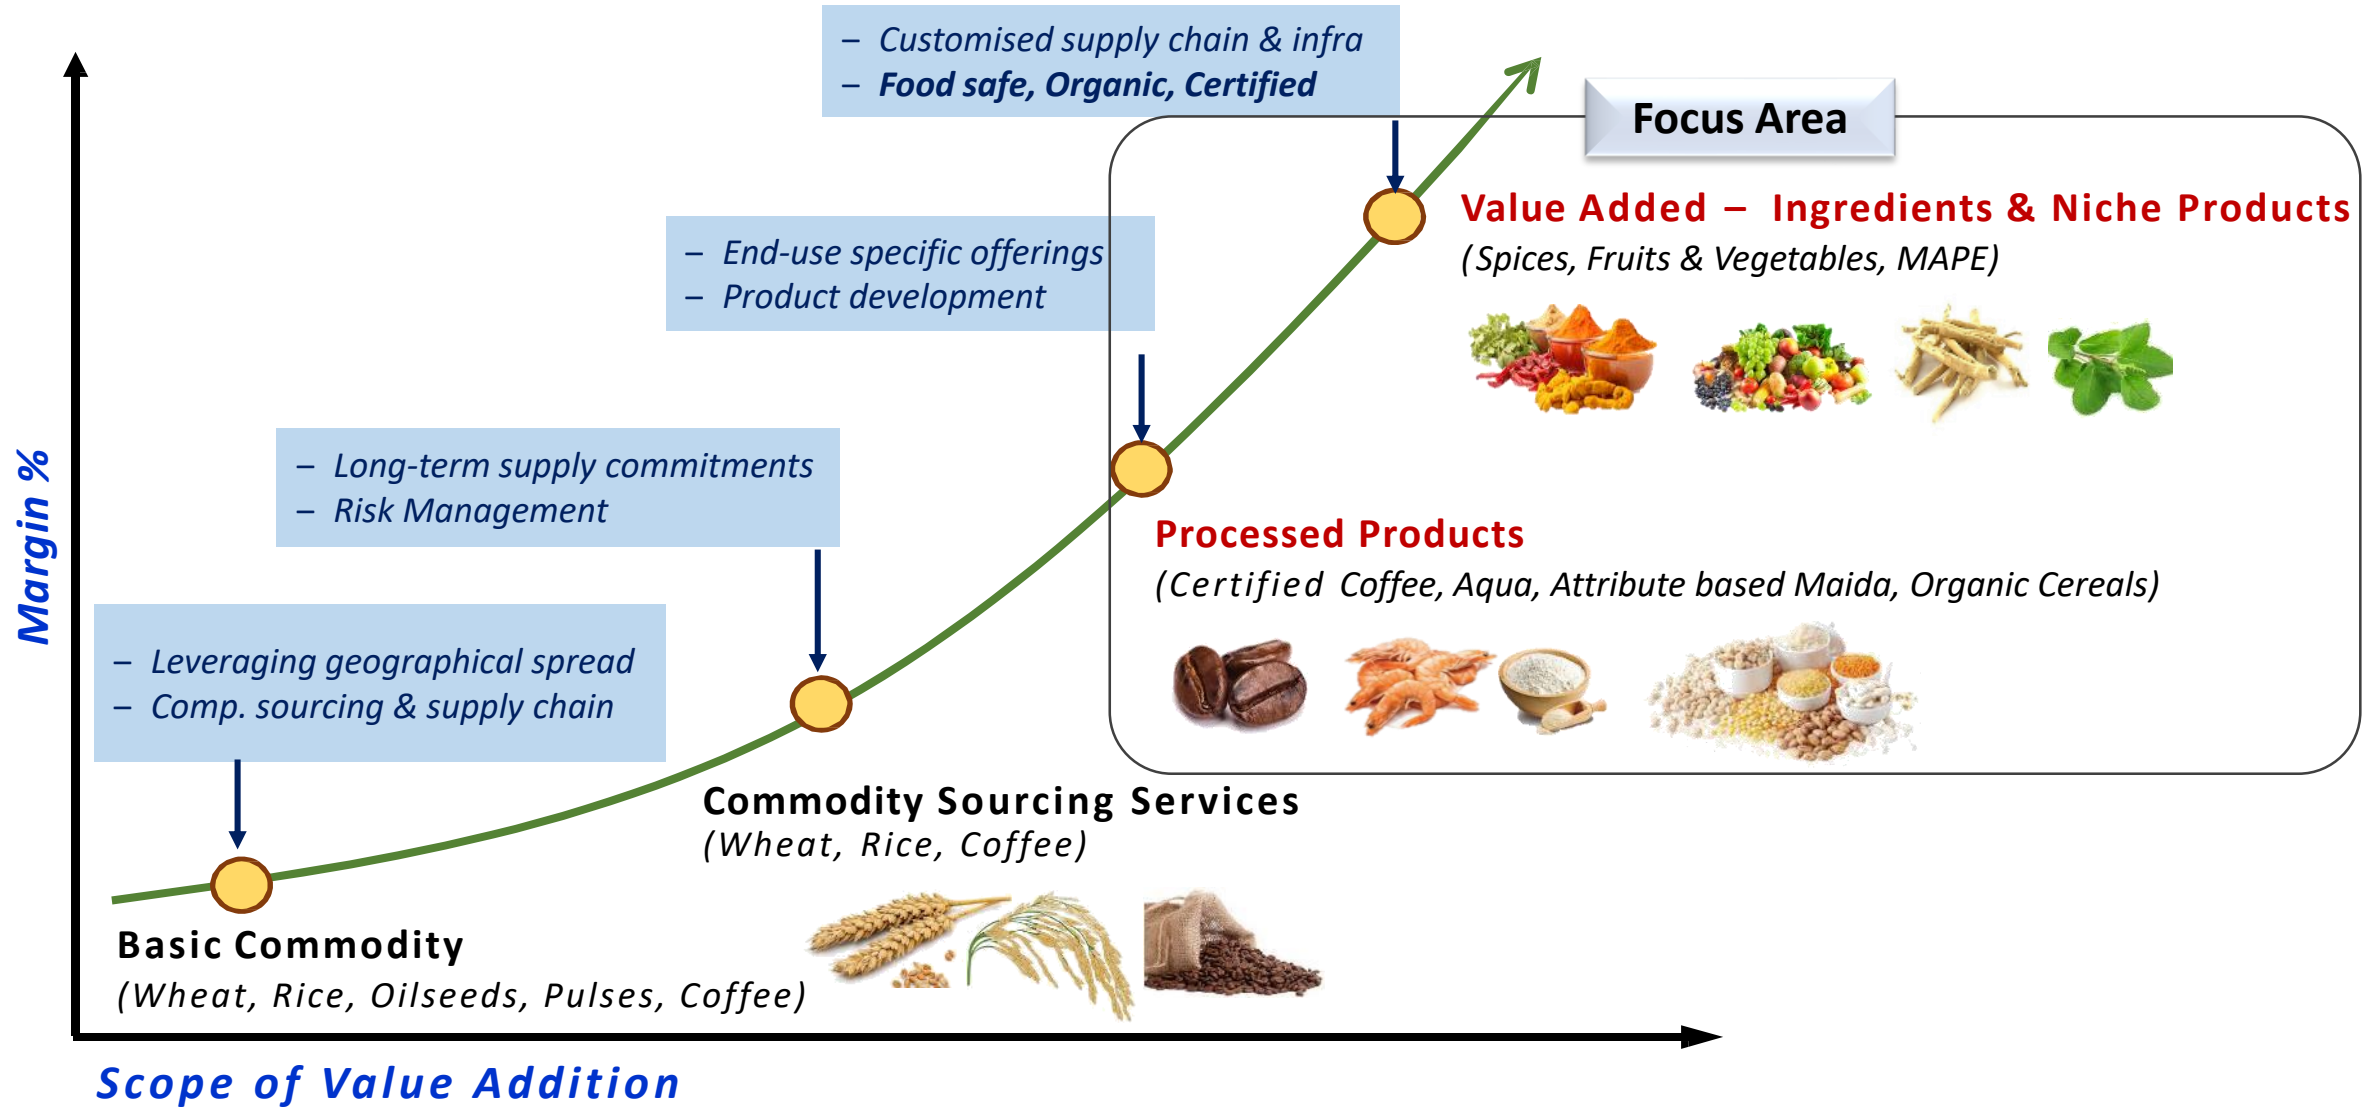 – Customised supply chain & infra
– Food safe, Organic, Certified
Focus Area
Value Added – Ingredients & Niche Products
(Spices, Fruits & Vegetables, MAPE)
– End-use specific offerings
– Product development
– Long-term supply commitments
– Risk Management
Processed Products
(Certified Coffee, Aqua, Attribute based Maida, Organic Cereals)
– Leveraging geographical spread
– Comp. sourcing & supply chain
Commodity Sourcing Services
(Wheat, Rice, Coffee)
Basic Commodity
(Wheat, Rice, Oilseeds, Pulses, Coffee)
Margin %
Scope of Value Addition